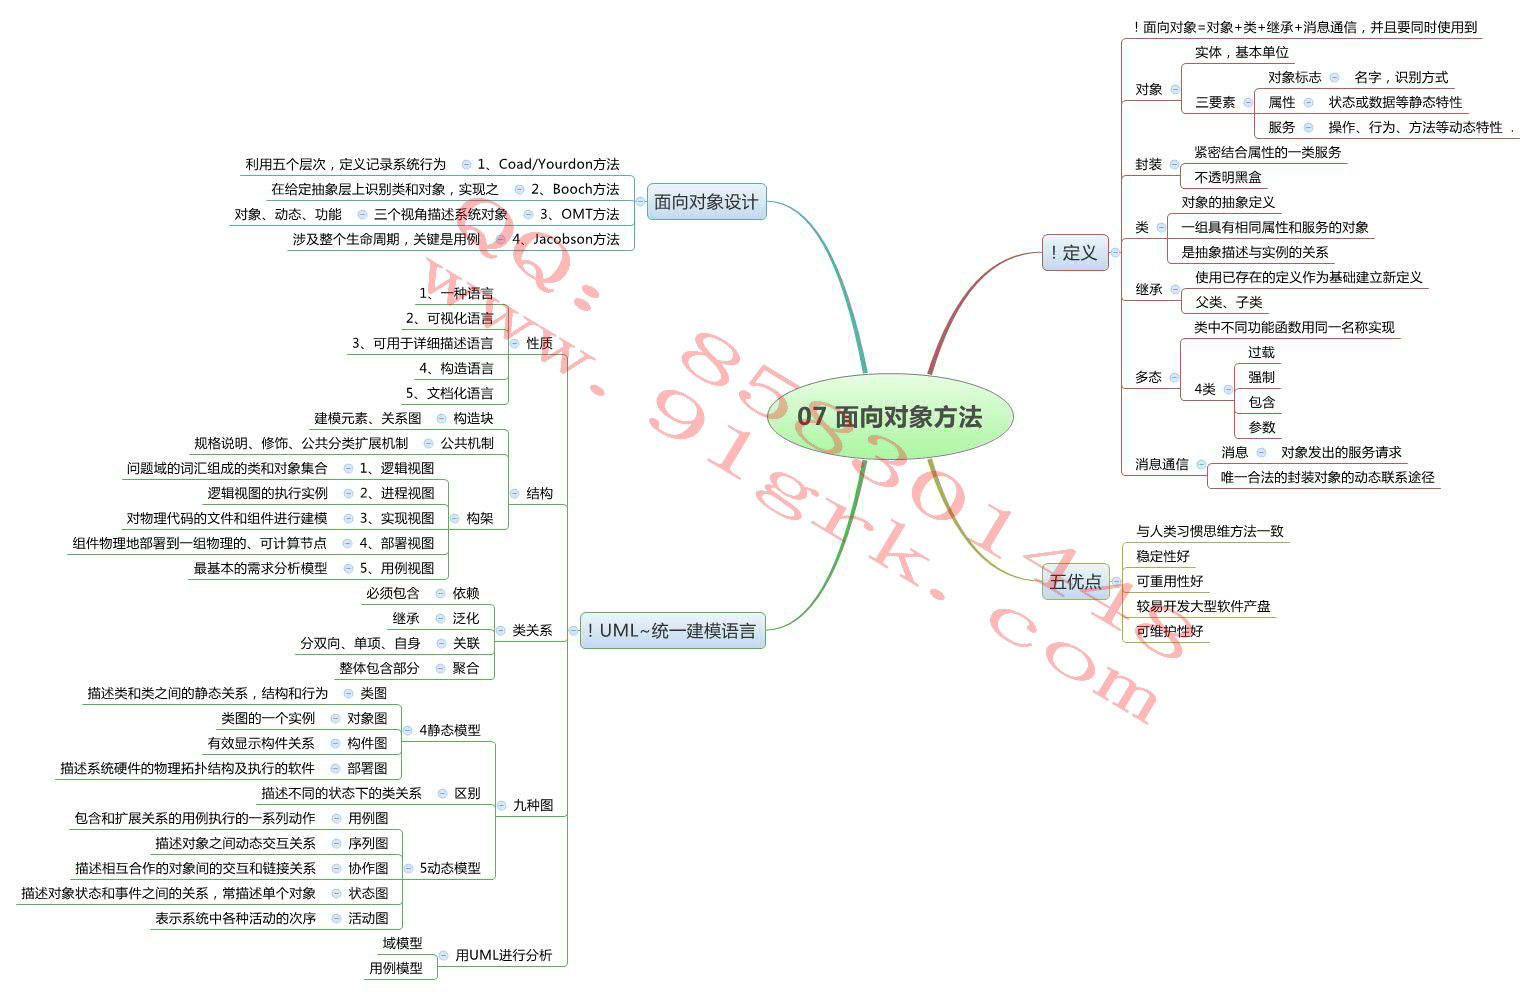 07 面向对象方法
! 定义
! 面向对象=对象+类+继承+消息通信，并且要同时使用到
对象
实体，基本单位
三要素
对象标志
名字，识别方式
属性
状态或数据等静态特性
服务
操作、行为、方法等动态特性 .
封装
紧密结合属性的一类服务
不透明黑盒
类
对象的抽象定义
一组具有相同属性和服务的对象
是抽象描述与实例的关系
继承
使用已存在的定义作为基础建立新定义
父类、子类
多态
类中不同功能函数用同一名称实现
4类
过载
强制
包含
参数
消息通信
消息
对象发出的服务请求
唯一合法的封装对象的动态联系途径
五优点
与人类习惯思维方法一致
稳定性好
可重用性好
较易开发大型软件产盘
可维护性好
面向对象设计
1、Coad/Yourdon方法
利用五个层次，定义记录系统行为
2、Booch方法
在给定抽象层上识别类和对象，实现之
3、OMT方法
三个视角描述系统对象
对象、动态、功能
4、Jacobson方法
涉及整个生命周期，关键是用例
! UML~统一建模语言
性质
1、一种语言
2、可视化语言
3、可用于详细描述语言
4、构造语言
5、文档化语言
结构
构造块
建模元素、关系图
公共机制
规格说明、修饰、公共分类扩展机制
构架
1、逻辑视图
问题域的词汇组成的类和对象集合
2、进程视图
逻辑视图的执行实例
3、实现视图
对物理代码的文件和组件进行建模
4、部署视图
组件物理地部署到一组物理的、可计算节点
5、用例视图
最基本的需求分析模型
类关系
依赖
必须包含
泛化
继承
关联
分双向、单项、自身
聚合
整体包含部分
九种图
4静态模型
类图
描述类和类之间的静态关系，结构和行为
对象图
类图的一个实例
构件图
有效显示构件关系
部署图
描述系统硬件的物理拓扑结构及执行的软件
区别
描述不同的状态下的类关系
5动态模型
用例图
包含和扩展关系的用例执行的一系列动作
序列图
描述对象之间动态交互关系
协作图
描述相互合作的对象间的交互和链接关系
状态图
描述对象状态和事件之间的关系，常描述单个对象
活动图
表示系统中各种活动的次序
用UML进行分析
域模型
用例模型
QQ: 858301448
www.91grk.com